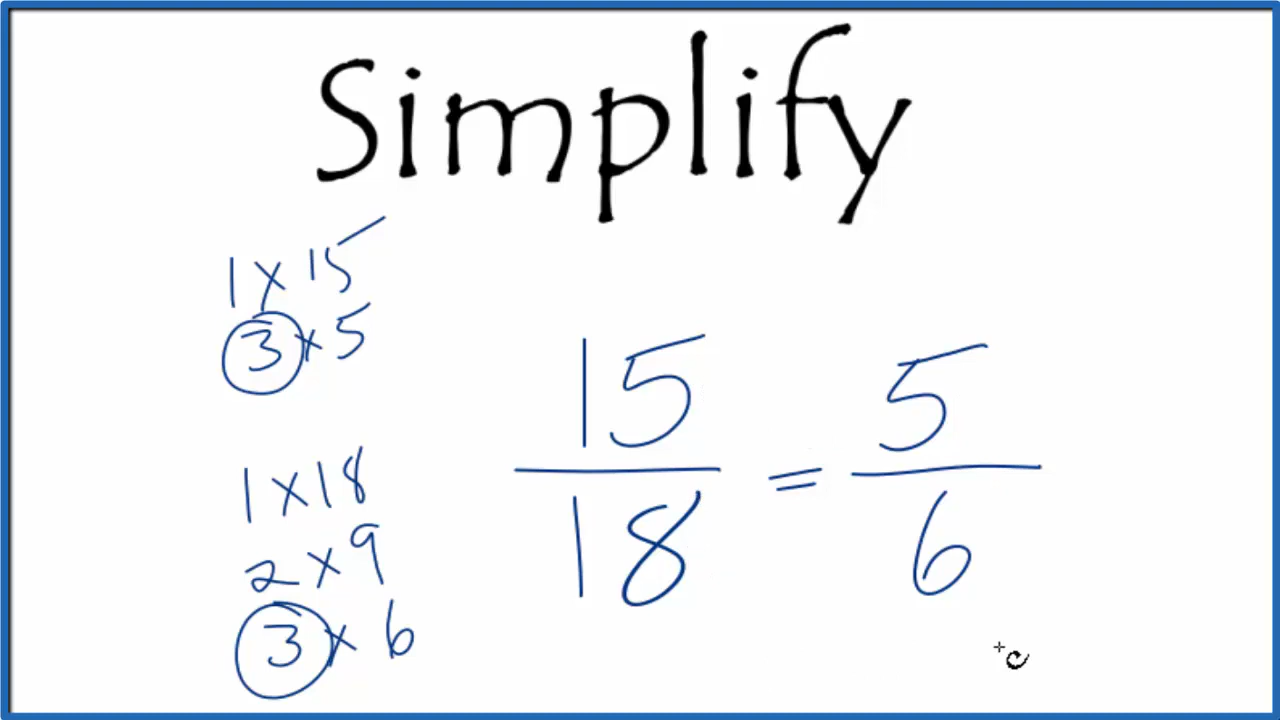 Simplify
1 x 15
3 x 5
1 x 18
2 x 9
3 x 6
15/18 = 5/6